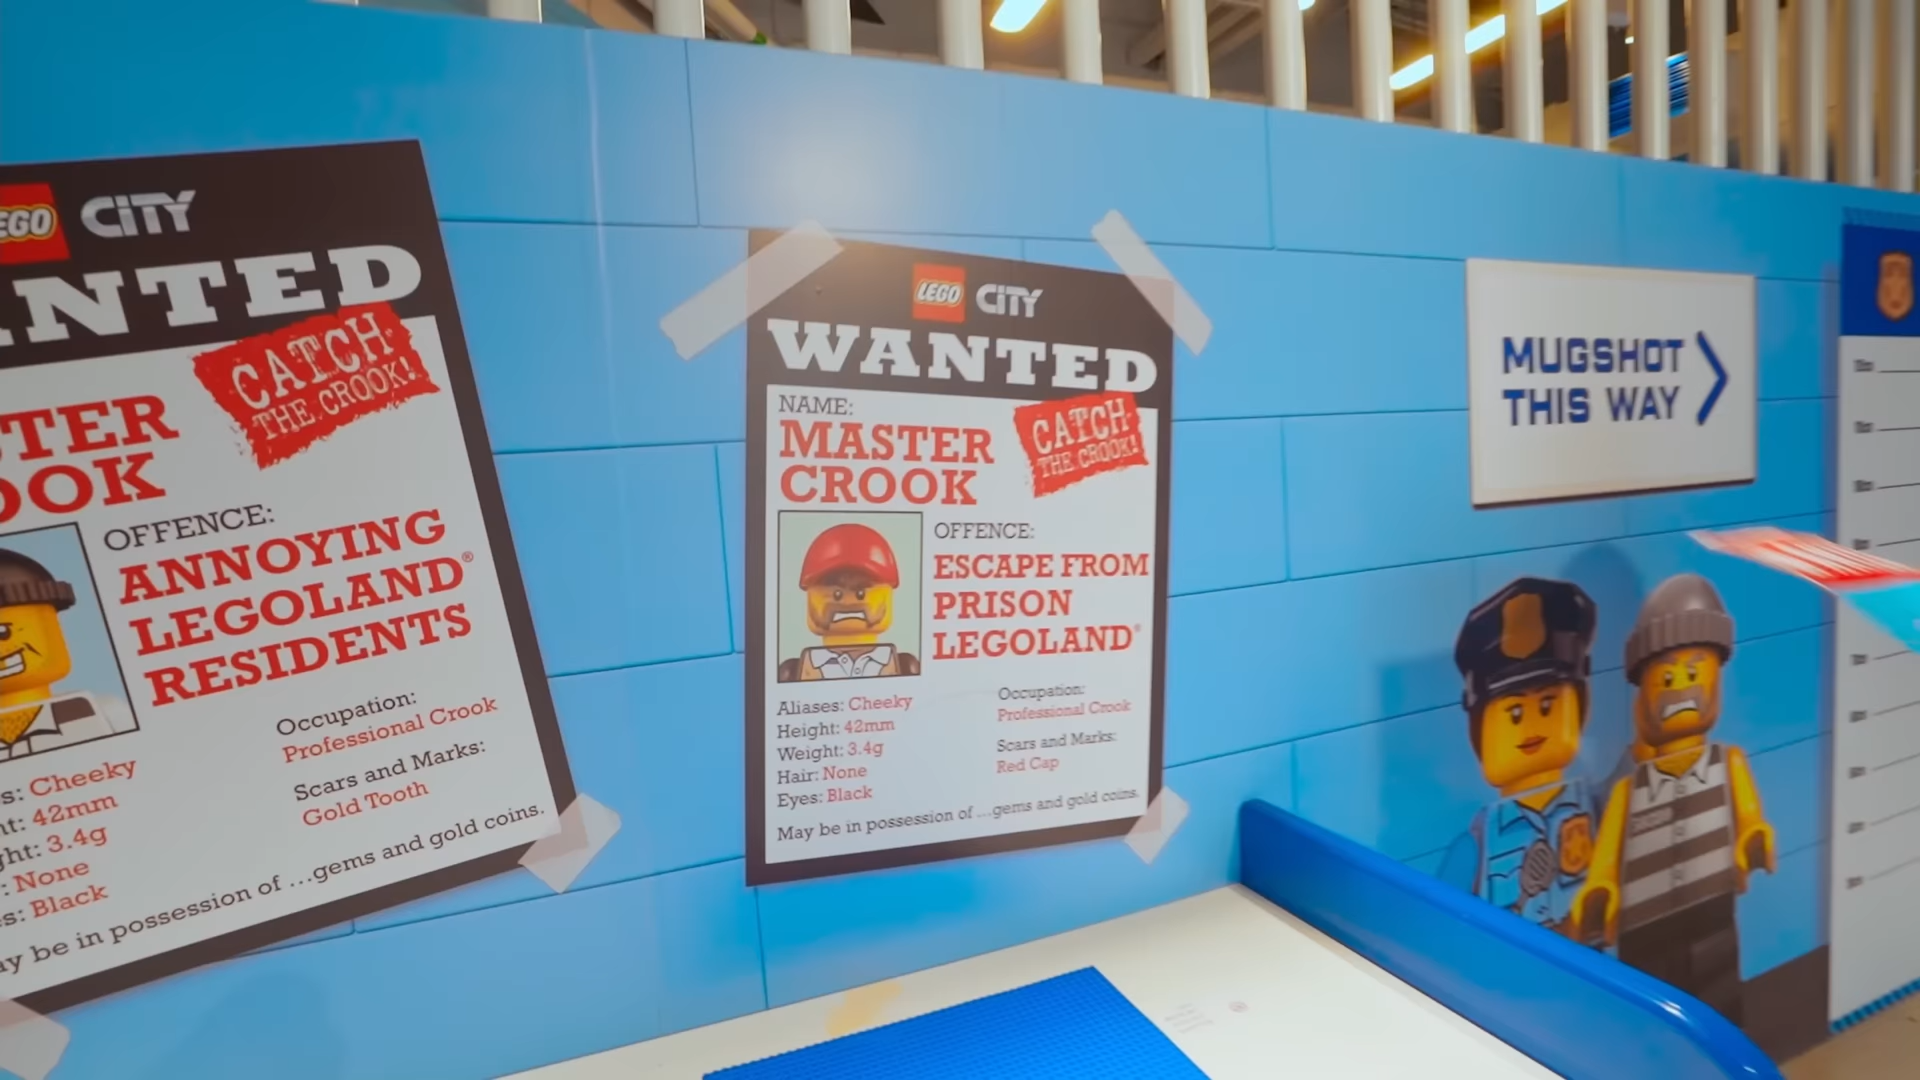 LEGO CITY
ANTED
CATCH
THE CROOK!
TER
OOK
OFFENCE:
ANNOYING
LEGOLAND®
RESIDENTS
Occupation:
Professional Crook
Scars and Marks:
Gold Tooth
s: Cheeky
ht: 42mm
ght: 3.4g
: None
s: Black
ay be in possession of ...gems and gold coins.
LEGO CITY
WANTED
NAME:
MASTER
CROOK
CATCH
THE CROOK!
OFFENCE:
ESCAPE FROM
PRISON
LEGOLAND®
Aliases: Cheeky
Height: 42mm
Weight: 3.4g
Hair: None
Eyes: Black
Occupation:
Professional Crook
Scars and Marks:
Red Cap
May be in possession of ...gems and gold coins.
MUGSHOT
THIS WAY